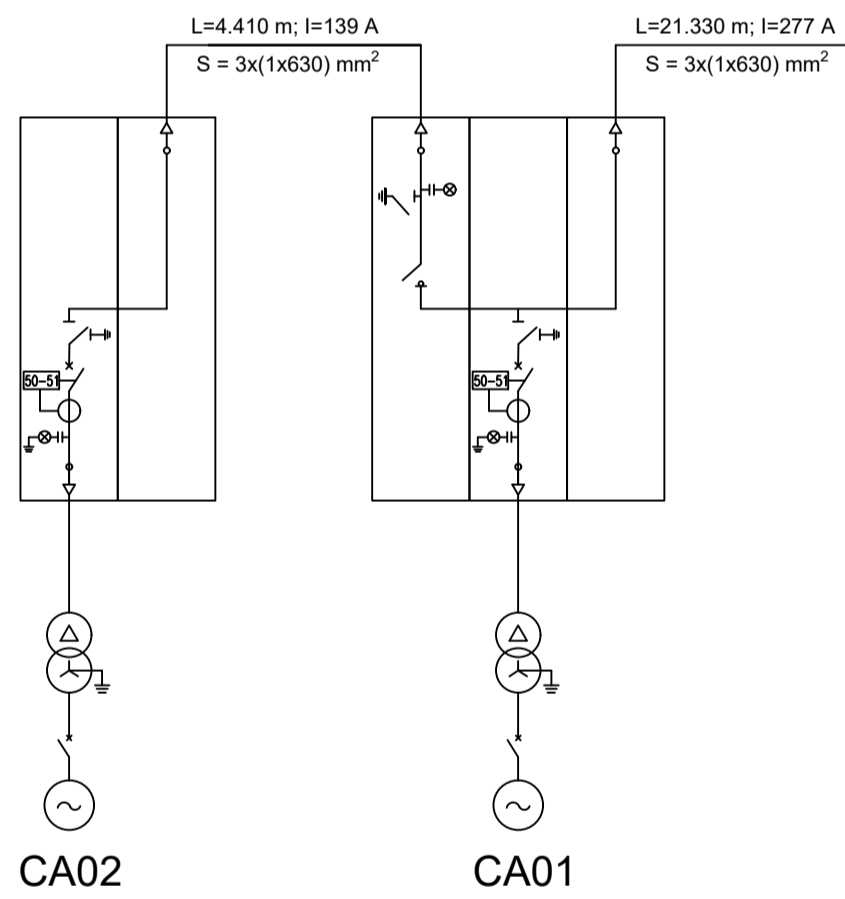 L=4.410 m; I=139 A
S = 3x(1x630) mm²
L=21.330 m; I=277 A
S = 3x(1x630) mm²
50-51
50-51
CA02
CA01